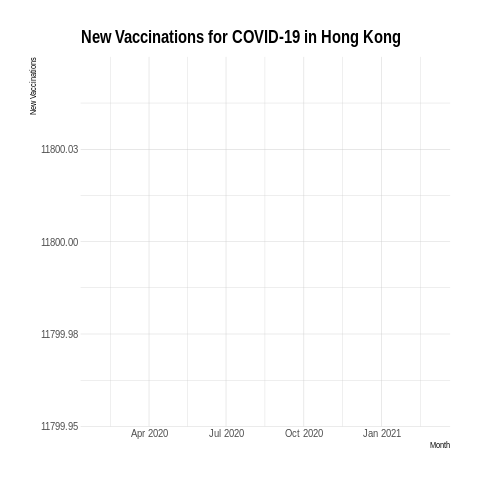 New Vaccinations for COVID-19 in Hong Kong
New Vaccinations
11800.03
11800.00
11799.98
11799.95
Apr 2020 Jul 2020 Oct 2020 Jan 2021
Month